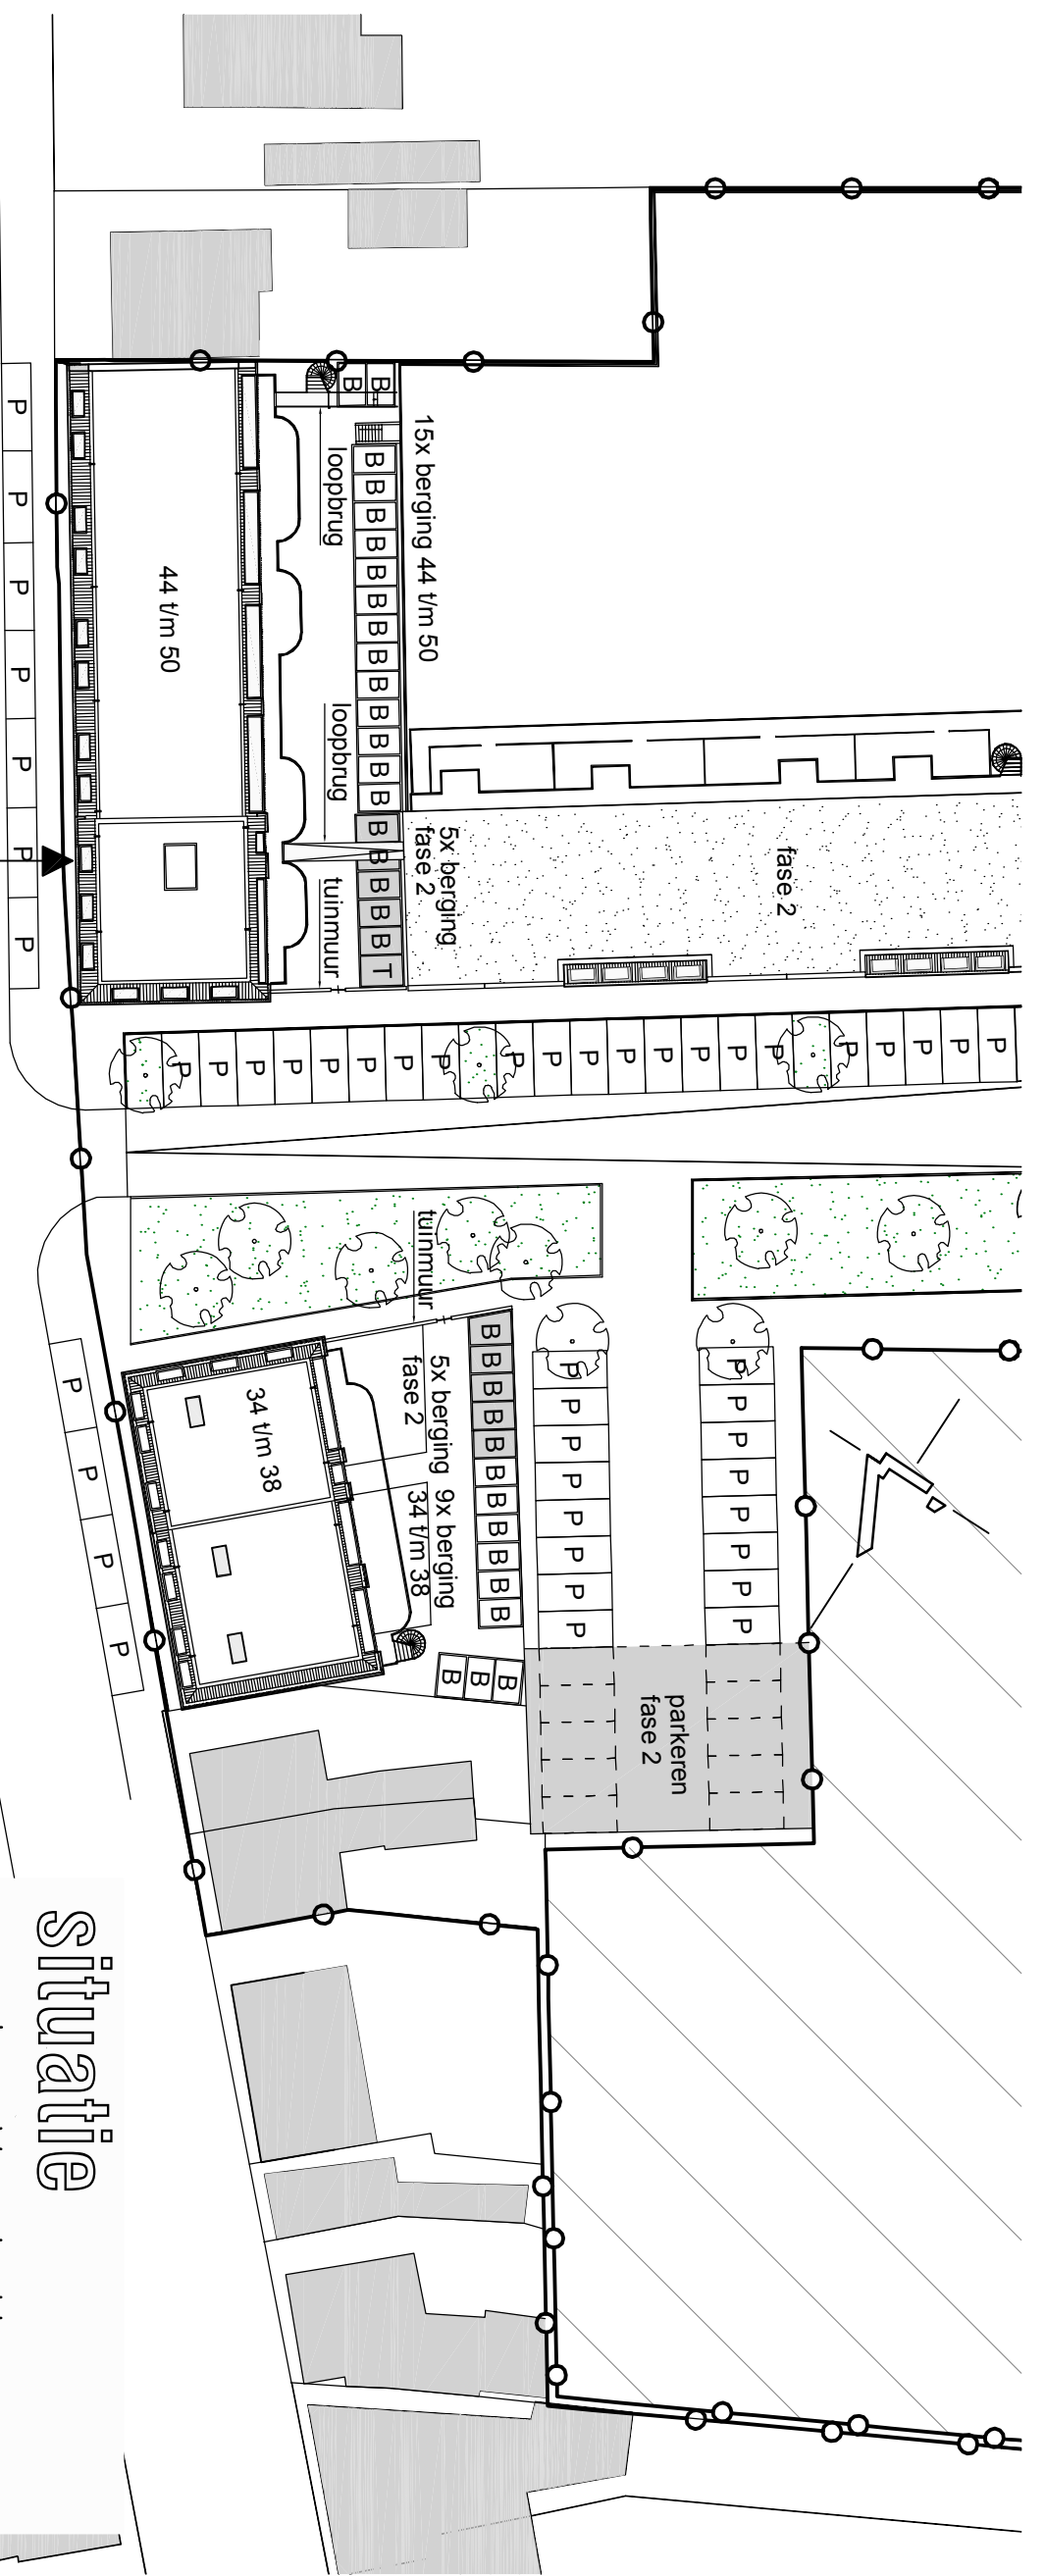 situatie
15x berging 44 t/m 50
loopbrug
loopbrug
tuinmuur
44 t/m 50
5x berging
fase 2
fase 2
B B
B B B B B B B B B B B B B
B B B B B T
P P P P P P P
P P P P P P P P P P P P P P P P P P P P P P
tuinmuur
5x berging
fase 2
9x berging
34 t/m 38
34 t/m 38
B B B B B B B B B B B
B B B
P P P P P P P P
P P P P P P P P
parkeren
fase 2
P P P P